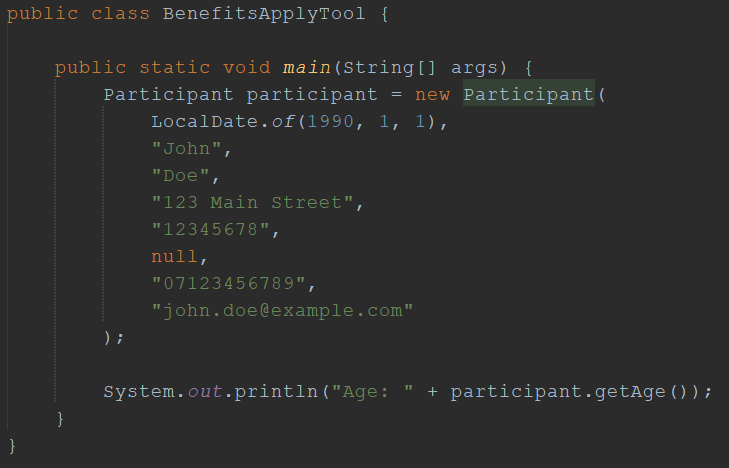 public class BenefitsApplyTool {
public static void main(String[] args) {
Participant participant = new Participant(
LocalDate.of(1990, 1, 1),
"John",
"Doe",
"123 Main Street",
"12345678",
null,
"07123456789",
"john.doe@example.com"
);
System.out.println("Age: " + participant.getAge());
}
}